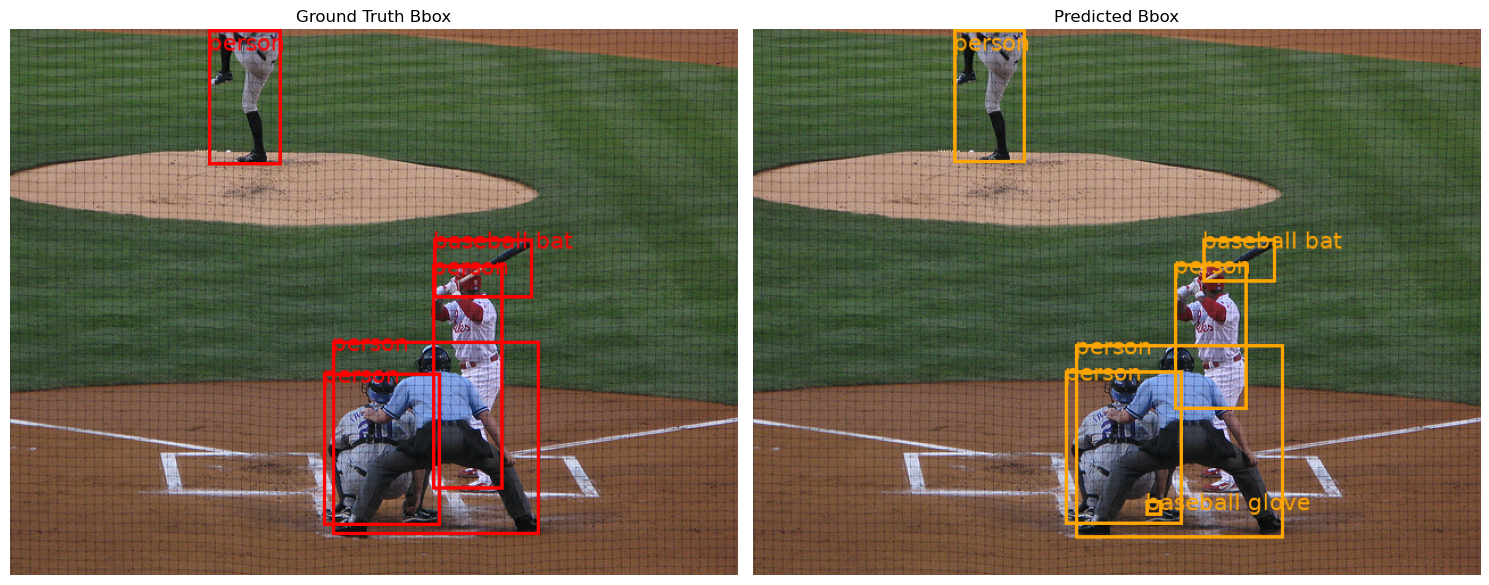 Ground Truth Bbox
person
baseball bat
person
person
person
Predicted Bbox
person
baseball bat
person
person
person
baseball glove